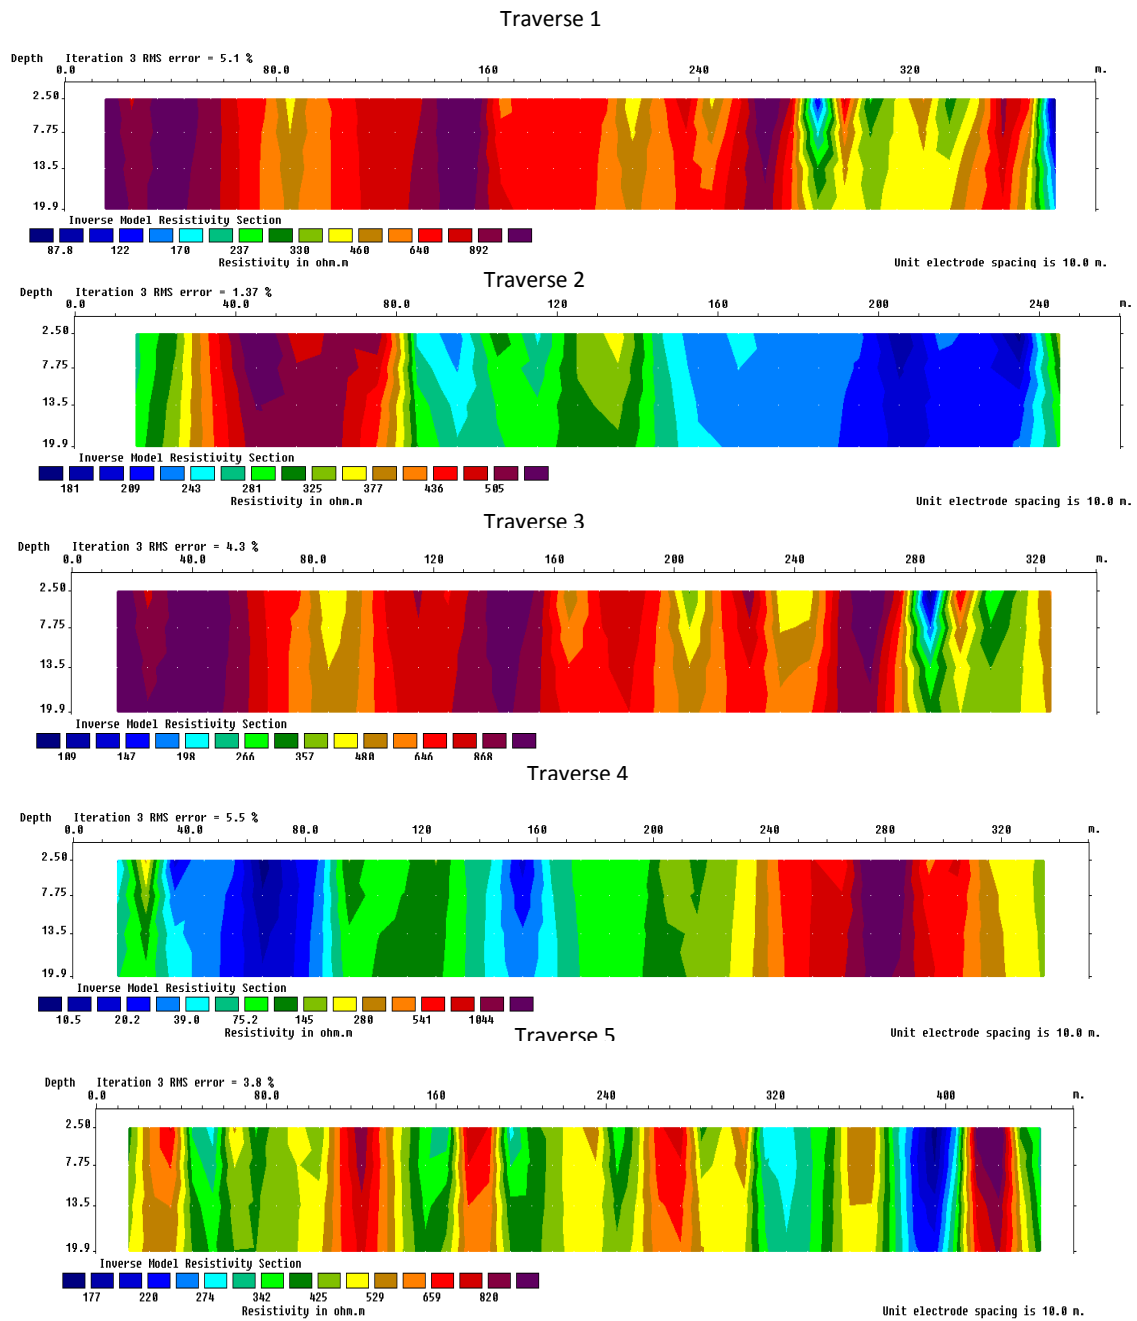 Traverse 1
Depth Iteration 3 RMS error = 5.1 %
0.0 80.0 160 240 320 m.
2.50
7.75
13.5
19.9
Inverse Model Resistivity Section
87.8 122 170 237 330 460 640 892
Resistivity in ohm.m Unit electrode spacing is 10.0 m.
Traverse 2
Depth Iteration 3 RMS error = 1.37 %
0.0 40.0 80.0 120 160 200 240 m.
2.50
7.75
13.5
19.9
Inverse Model Resistivity Section
181 209 243 281 325 377 436 505
Resistivity in ohm.m Unit electrode spacing is 10.0 m.
Traverse 3
Depth Iteration 3 RMS error = 4.3 %
0.0 40.0 80.0 120 160 200 240 280 320 m.
2.50
7.75
13.5
19.9
Inverse Model Resistivity Section
109 147 198 266 357 480 646 868
Traverse 4
Depth Iteration 3 RMS error = 5.5 %
0.0 40.0 80.0 120 160 200 240 280 320 m.
2.50
7.75
13.5
19.9
Inverse Model Resistivity Section
10.5 20.2 39.0 75.2 145 280 541 1044
Resistivity in ohm.m Unit electrode spacing is 10.0 m.
Traverse 5
Depth Iteration 3 RMS error = 3.8 %
0.0 80.0 160 240 320 400 m.
2.50
7.75
13.5
19.9
Inverse Model Resistivity Section
177 220 274 342 425 529 659 820
Resistivity in ohm.m Unit electrode spacing is 10.0 m.